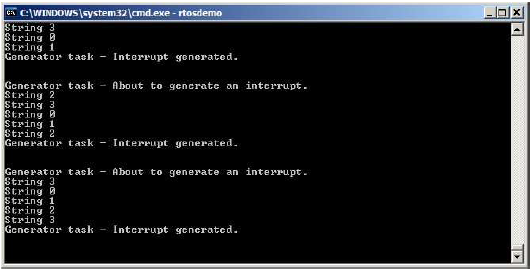 C:\WINDOWS\system32\cmd.exe - rtosdemo
String 3
String 0
String 1
Generator task - Interrupt generated.
Generator task - About to generate an interrupt.
String 2
String 3
String 0
String 1
String 2
Generator task - Interrupt generated.
Generator task - About to generate an interrupt.
String 3
String 0
String 1
String 2
String 3
Generator task - Interrupt generated.